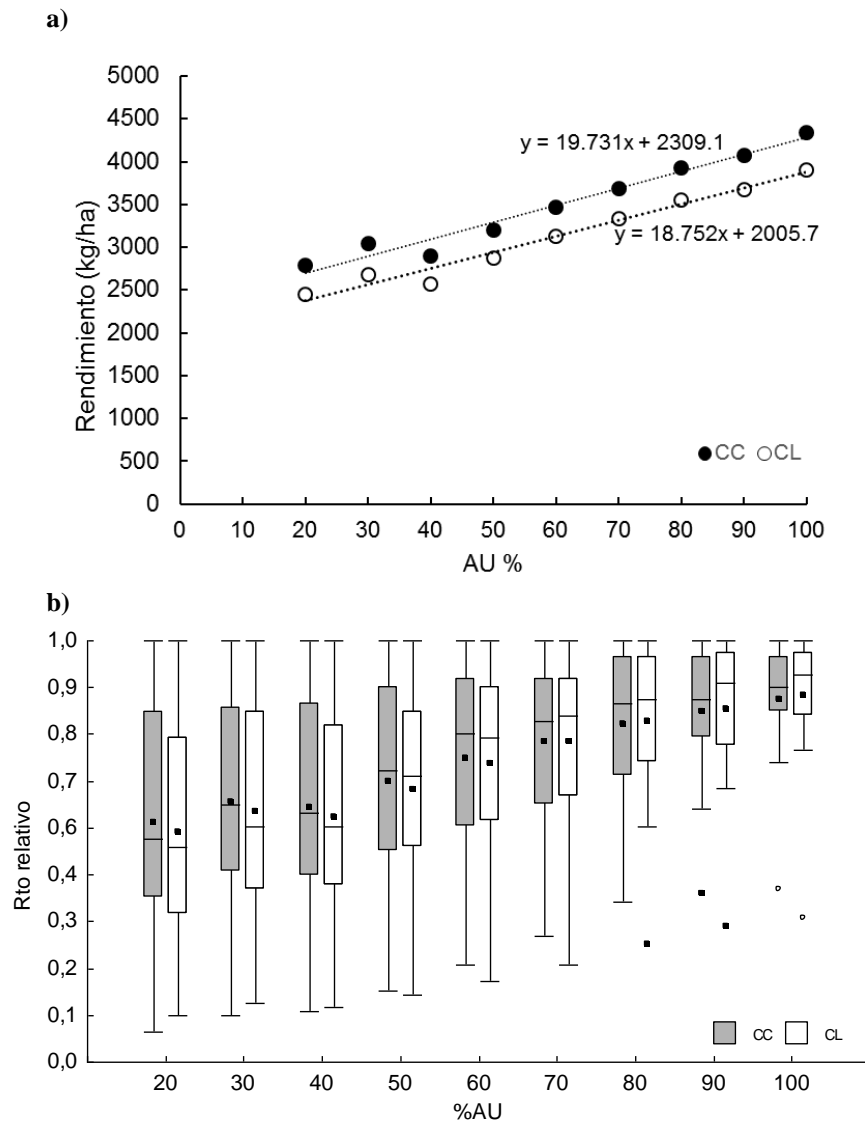 a)
5000
4500
4000
3500
3000
2500
2000
1500
1000
500
0
Rendimiento (kg/ha)
y = 19.731x + 2309.1
y = 18.752x + 2005.7
CC CL
0 10 20 30 40 50 60 70 80 90 100
AU %
b)
1,0
0,9
0,8
0,7
0,6
0,4
0,3
0,2
0,1
0,0
Rto relativo
CC CL
20 30 40 50 60 70 80 90 100
%AU